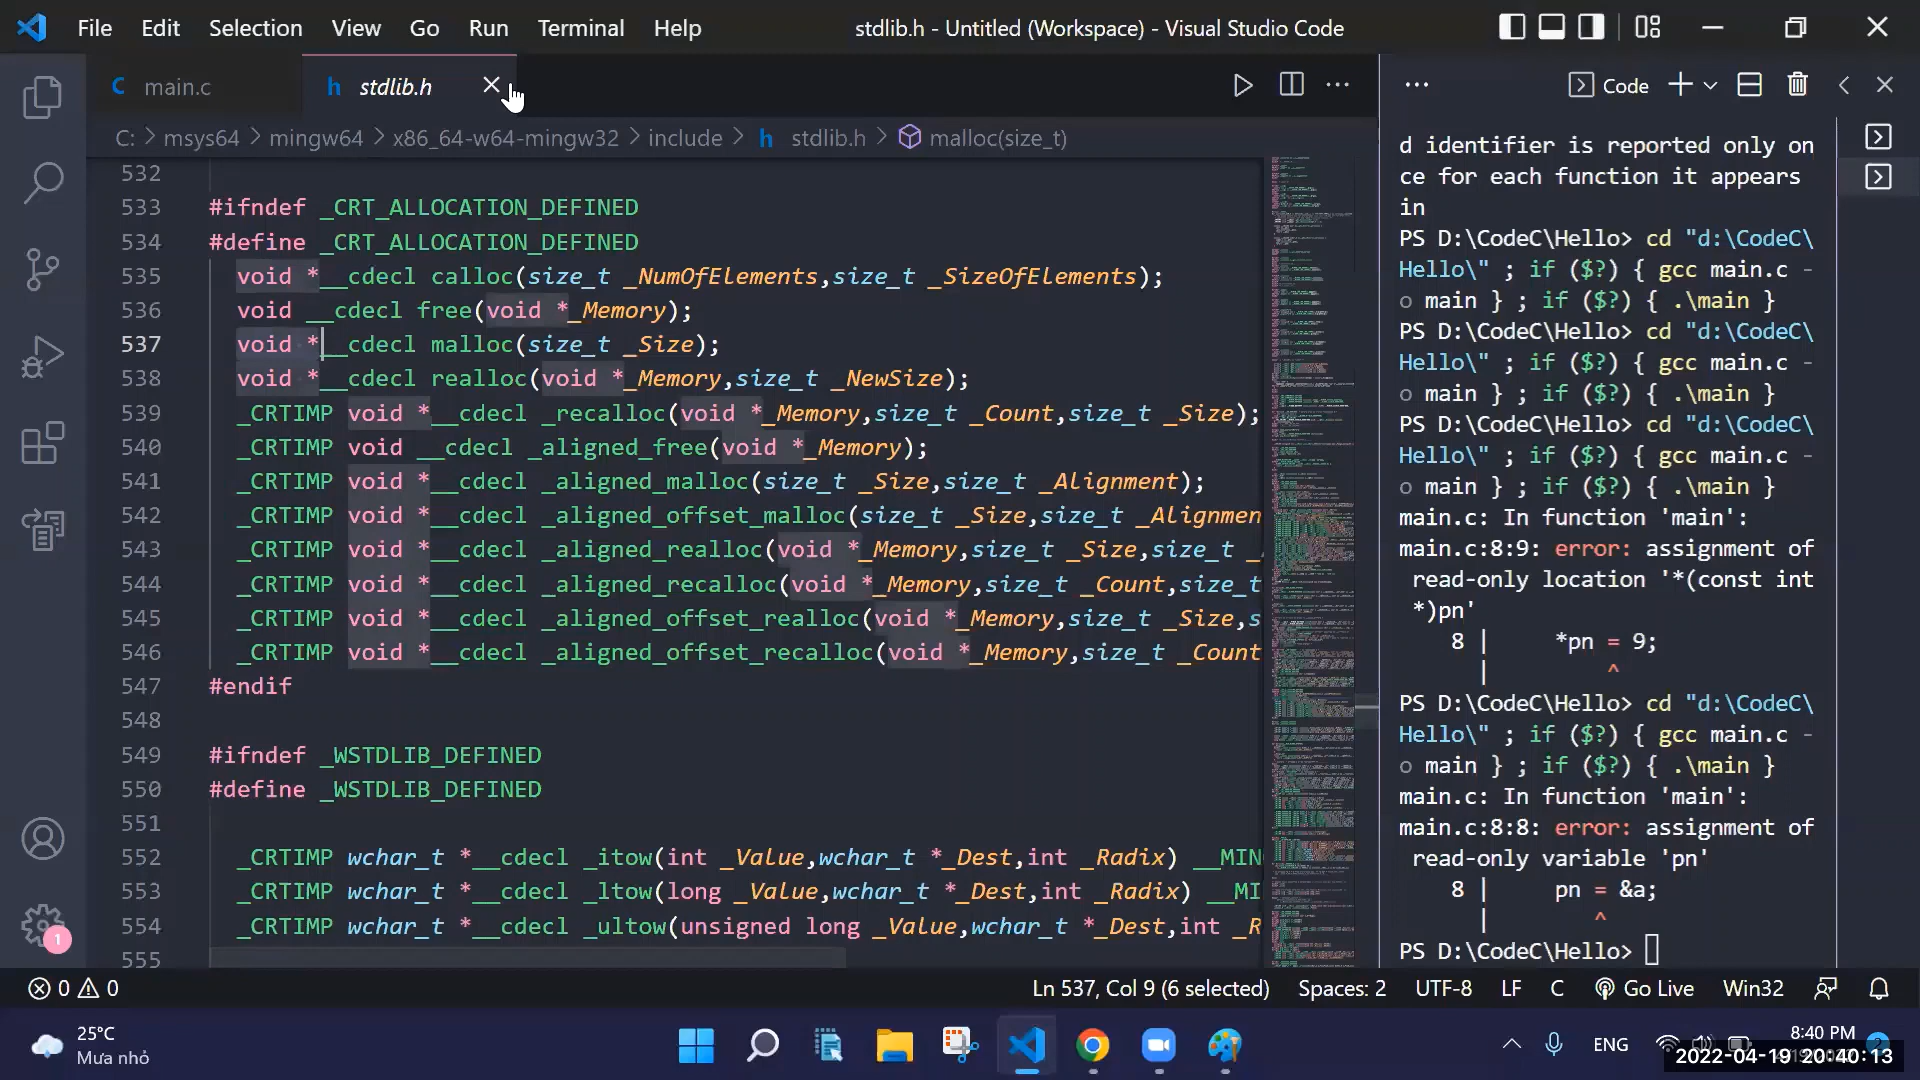 File Edit Selection View Go Run Terminal Help
stdlib.h - Untitled (Workspace) - Visual Studio Code
C main.c
h stdlib.h
C: > msys64 > mingw64 > x86_64-w64-mingw32 > include > h stdlib.h > malloc(size_t)
532
533 #ifndef _CRT_ALLOCATION_DEFINED
534 #define _CRT_ALLOCATION_DEFINED
535 void *__cdecl calloc(size_t _NumOfElements,size_t _SizeOfElements);
536 void __cdecl free(void *_Memory);
537 void *__cdecl malloc(size_t _Size);
538 void *__cdecl realloc(void *_Memory,size_t _NewSize);
539 _CRTIMP void *__cdecl _recalloc(void *_Memory,size_t _Count,size_t _Size);
540 _CRTIMP void __cdecl _aligned_free(void *_Memory);
541 _CRTIMP void *__cdecl _aligned_malloc(size_t _Size,size_t _Alignment);
542 _CRTIMP void *__cdecl _aligned_offset_malloc(size_t _Size,size_t _Alignmen
543 _CRTIMP void *__cdecl _aligned_realloc(void *_Memory,size_t _Size,size_t _
544 _CRTIMP void *__cdecl _aligned_recalloc(void *_Memory,size_t _Count,size_t
545 _CRTIMP void *__cdecl _aligned_offset_realloc(void *_Memory,size_t _Size,s
546 _CRTIMP void *__cdecl _aligned_offset_recalloc(void *_Memory,size_t _Count
547 #endif
548
549 #ifndef _WSTDLIB_DEFINED
550 #define _WSTDLIB_DEFINED
551
552 _CRTIMP wchar_t *__cdecl _itow(int _Value,wchar_t *_Dest,int _Radix) __MIN
553 _CRTIMP wchar_t *__cdecl _ltow(long _Value,wchar_t *_Dest,int _Radix) __MI
554 _CRTIMP wchar_t *__cdecl _ultow(unsigned long _Value,wchar_t *_Dest,int _R
555
Code
d identifier is reported only on
ce for each function it appears
in
PS D:\CodeC\Hello> cd "d:\CodeC\
Hello\" ; if ($?) { gcc main.c -
o main } ; if ($?) { .\main }
PS D:\CodeC\Hello> cd "d:\CodeC\
Hello\" ; if ($?) { gcc main.c -
o main } ; if ($?) { .\main }
PS D:\CodeC\Hello> cd "d:\CodeC\
Hello\" ; if ($?) { gcc main.c -
o main } ; if ($?) { .\main }
main.c: In function 'main':
main.c:8:9: error: assignment of
read-only location '*(const int
*)pn'
8 | *pn = 9;
| ^
PS D:\CodeC\Hello> cd "d:\CodeC\
Hello\" ; if ($?) { gcc main.c -
o main } ; if ($?) { .\main }
main.c: In function 'main':
main.c:8:8: error: assignment of
read-only variable 'pn'
8 | pn = &a;
| ^
PS D:\CodeC\Hello>
1
0 0
Ln 537, Col 9 (6 selected) Spaces: 2 UTF-8 LF C Go Live Win32
25°C
Mưa nhỏ
ENG
8:40 PM
2022-04-19 20:40:13